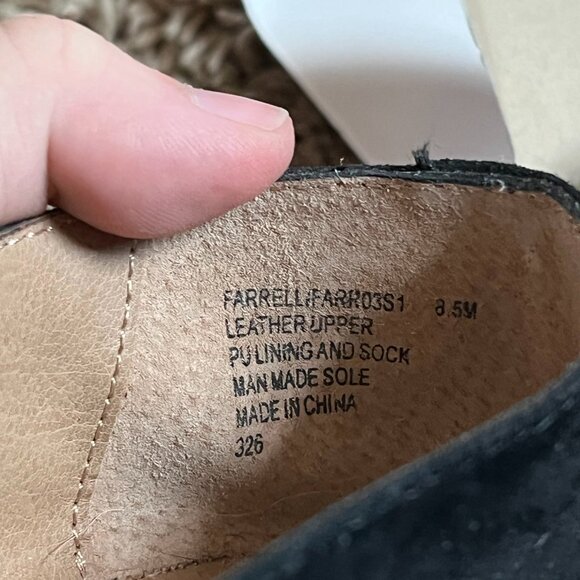 FARRELL/FARR03S1 8.5M
LEATHER UPPER
PU LINING AND SOCK
MAN MADE SOLE
MADE IN CHINA
326